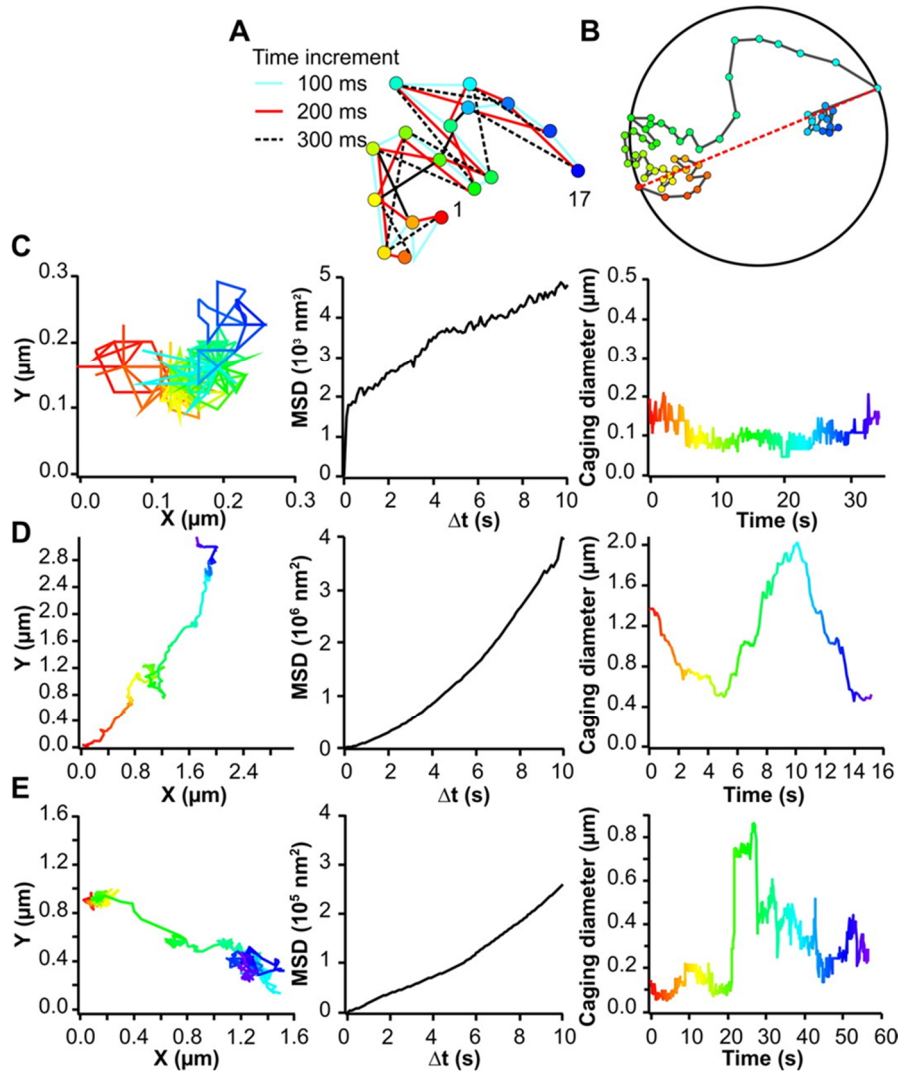 A
B
Time increment
100 ms
200 ms
300 ms
1
17
C
0.3
0.2
0.1
0.0
Y (µm)
0.0 0.1 0.2 0.3
X (µm)
5
4
3
2
1
0
MSD (10³ nm²)
0 2 4 6 8 10
Δt (s)
0.5
0.4
0.3
0.2
0.1
0.0
Caging diameter (µm)
0 10 20 30
Time (s)
D
2.8
2.4
2.0
1.6
1.2
0.8
0.4
0.0
Y (µm)
0.0 0.8 1.6 2.4
X (µm)
4
3
2
1
0
MSD (10⁶ nm²)
0 2 4 6 8 10
Δt (s)
2.0
1.6
1.2
0.8
0.4
0.0
Caging diameter (µm)
0 2 4 6 8 10 12 14 16
Time (s)
E
1.6
1.2
0.8
0.4
0.0
Y (µm)
0.0 0.4 0.8 1.2 1.6
X (µm)
4
3
2
1
0
MSD (10⁵ nm²)
0 2 4 6 8 10
Δt (s)
0.8
0.6
0.4
0.2
0.0
Caging diameter (µm)
0 10 20 30 40 50 60
Time (s)